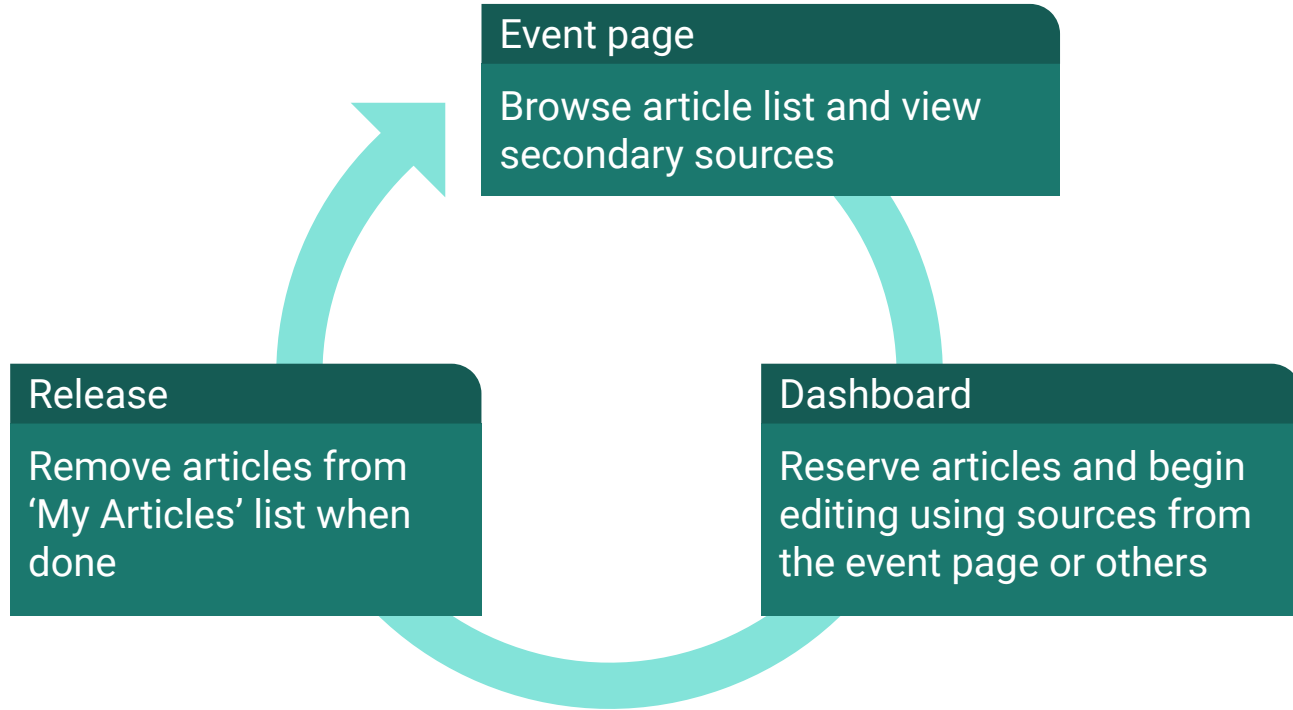 Event page
Browse article list and view
secondary sources
Release
Remove articles from
‘My Articles’ list when
done
Dashboard
Reserve articles and begin
editing using sources from
the event page or others